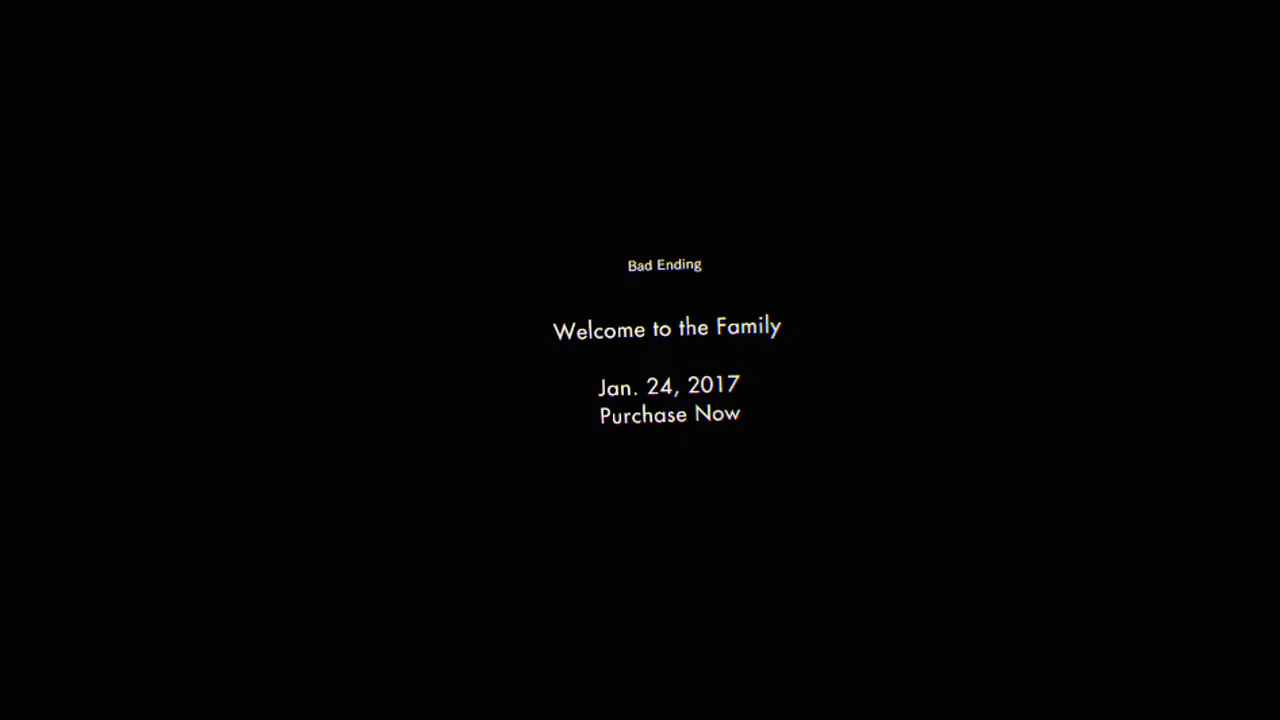 Bad Ending
Welcome to the Family
Jan. 24, 2017
Purchase Now